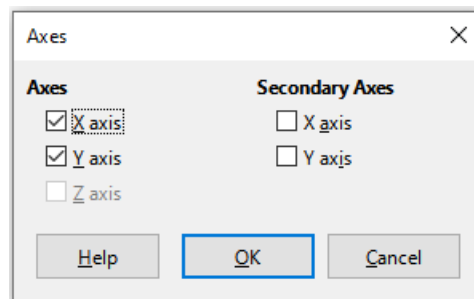 Axes
Axes Secondary Axes
X axis X axis
Y axis Y axis
Z axis
Help OK Cancel